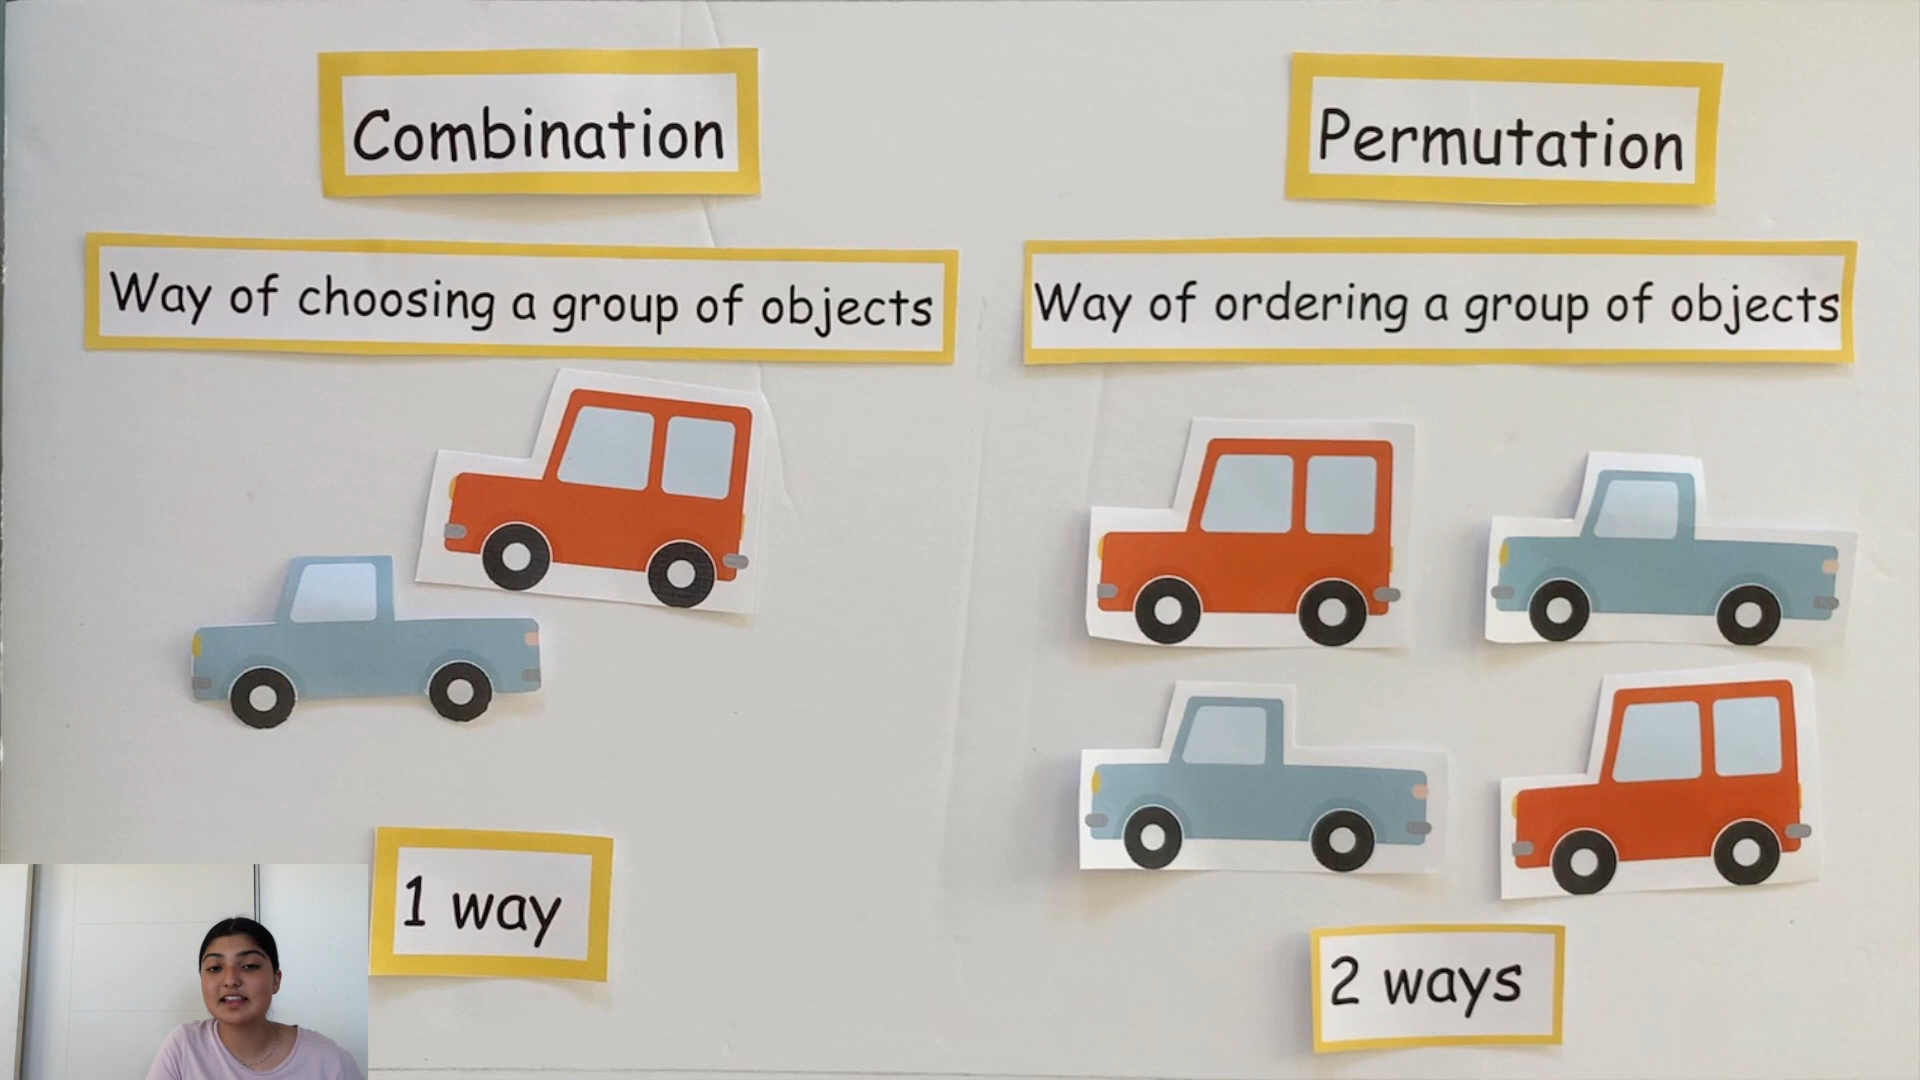 Combination
Way of choosing a group of objects
1 way
Permutation
Way of ordering a group of objects
2 ways